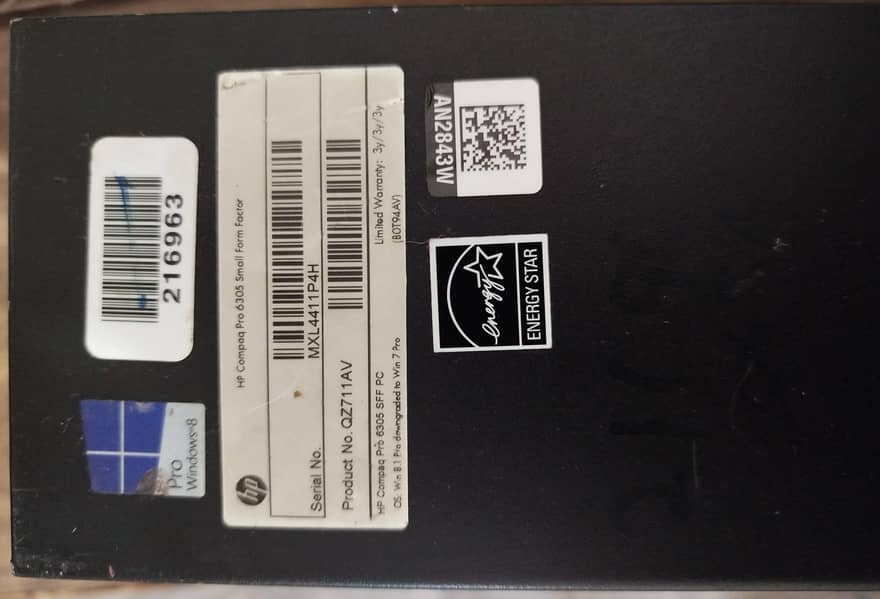 216963
Pro
Windows®8
HP Compaq Pro 6305 Small Form Factor
hp
Serial No.
MXL4411P4H
Product No. QZ711AV
HP Compaq Pro 6305 SFF PC
Limited Warranty: 3y/3y/3y
OS: Win 8.1 Pro downgraded to Win 7 Pro
(B0T94AV)
AN2843W
energy
ENERGY STAR